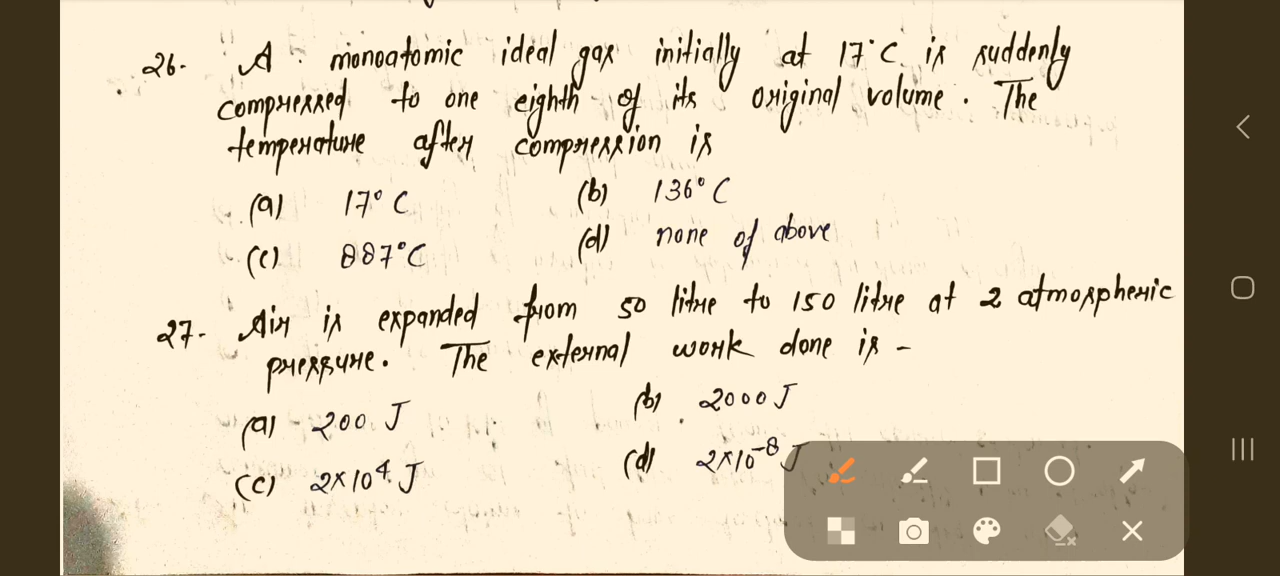 26. A monoatomic ideal gas initially at 17°C is suddenly
compressed to one eighth of its original volume. The
temperature after compression is
(a) 17°C (b) 136°C
(c) 887°C (d) none of above
27. Air is expanded from 50 litre to 150 litre at 2 atmospheric
pressure. The external work done is -
(a) 200 J (b) 2000 J
(c) 2×10⁴ J (d) 2×10⁻⁸ J